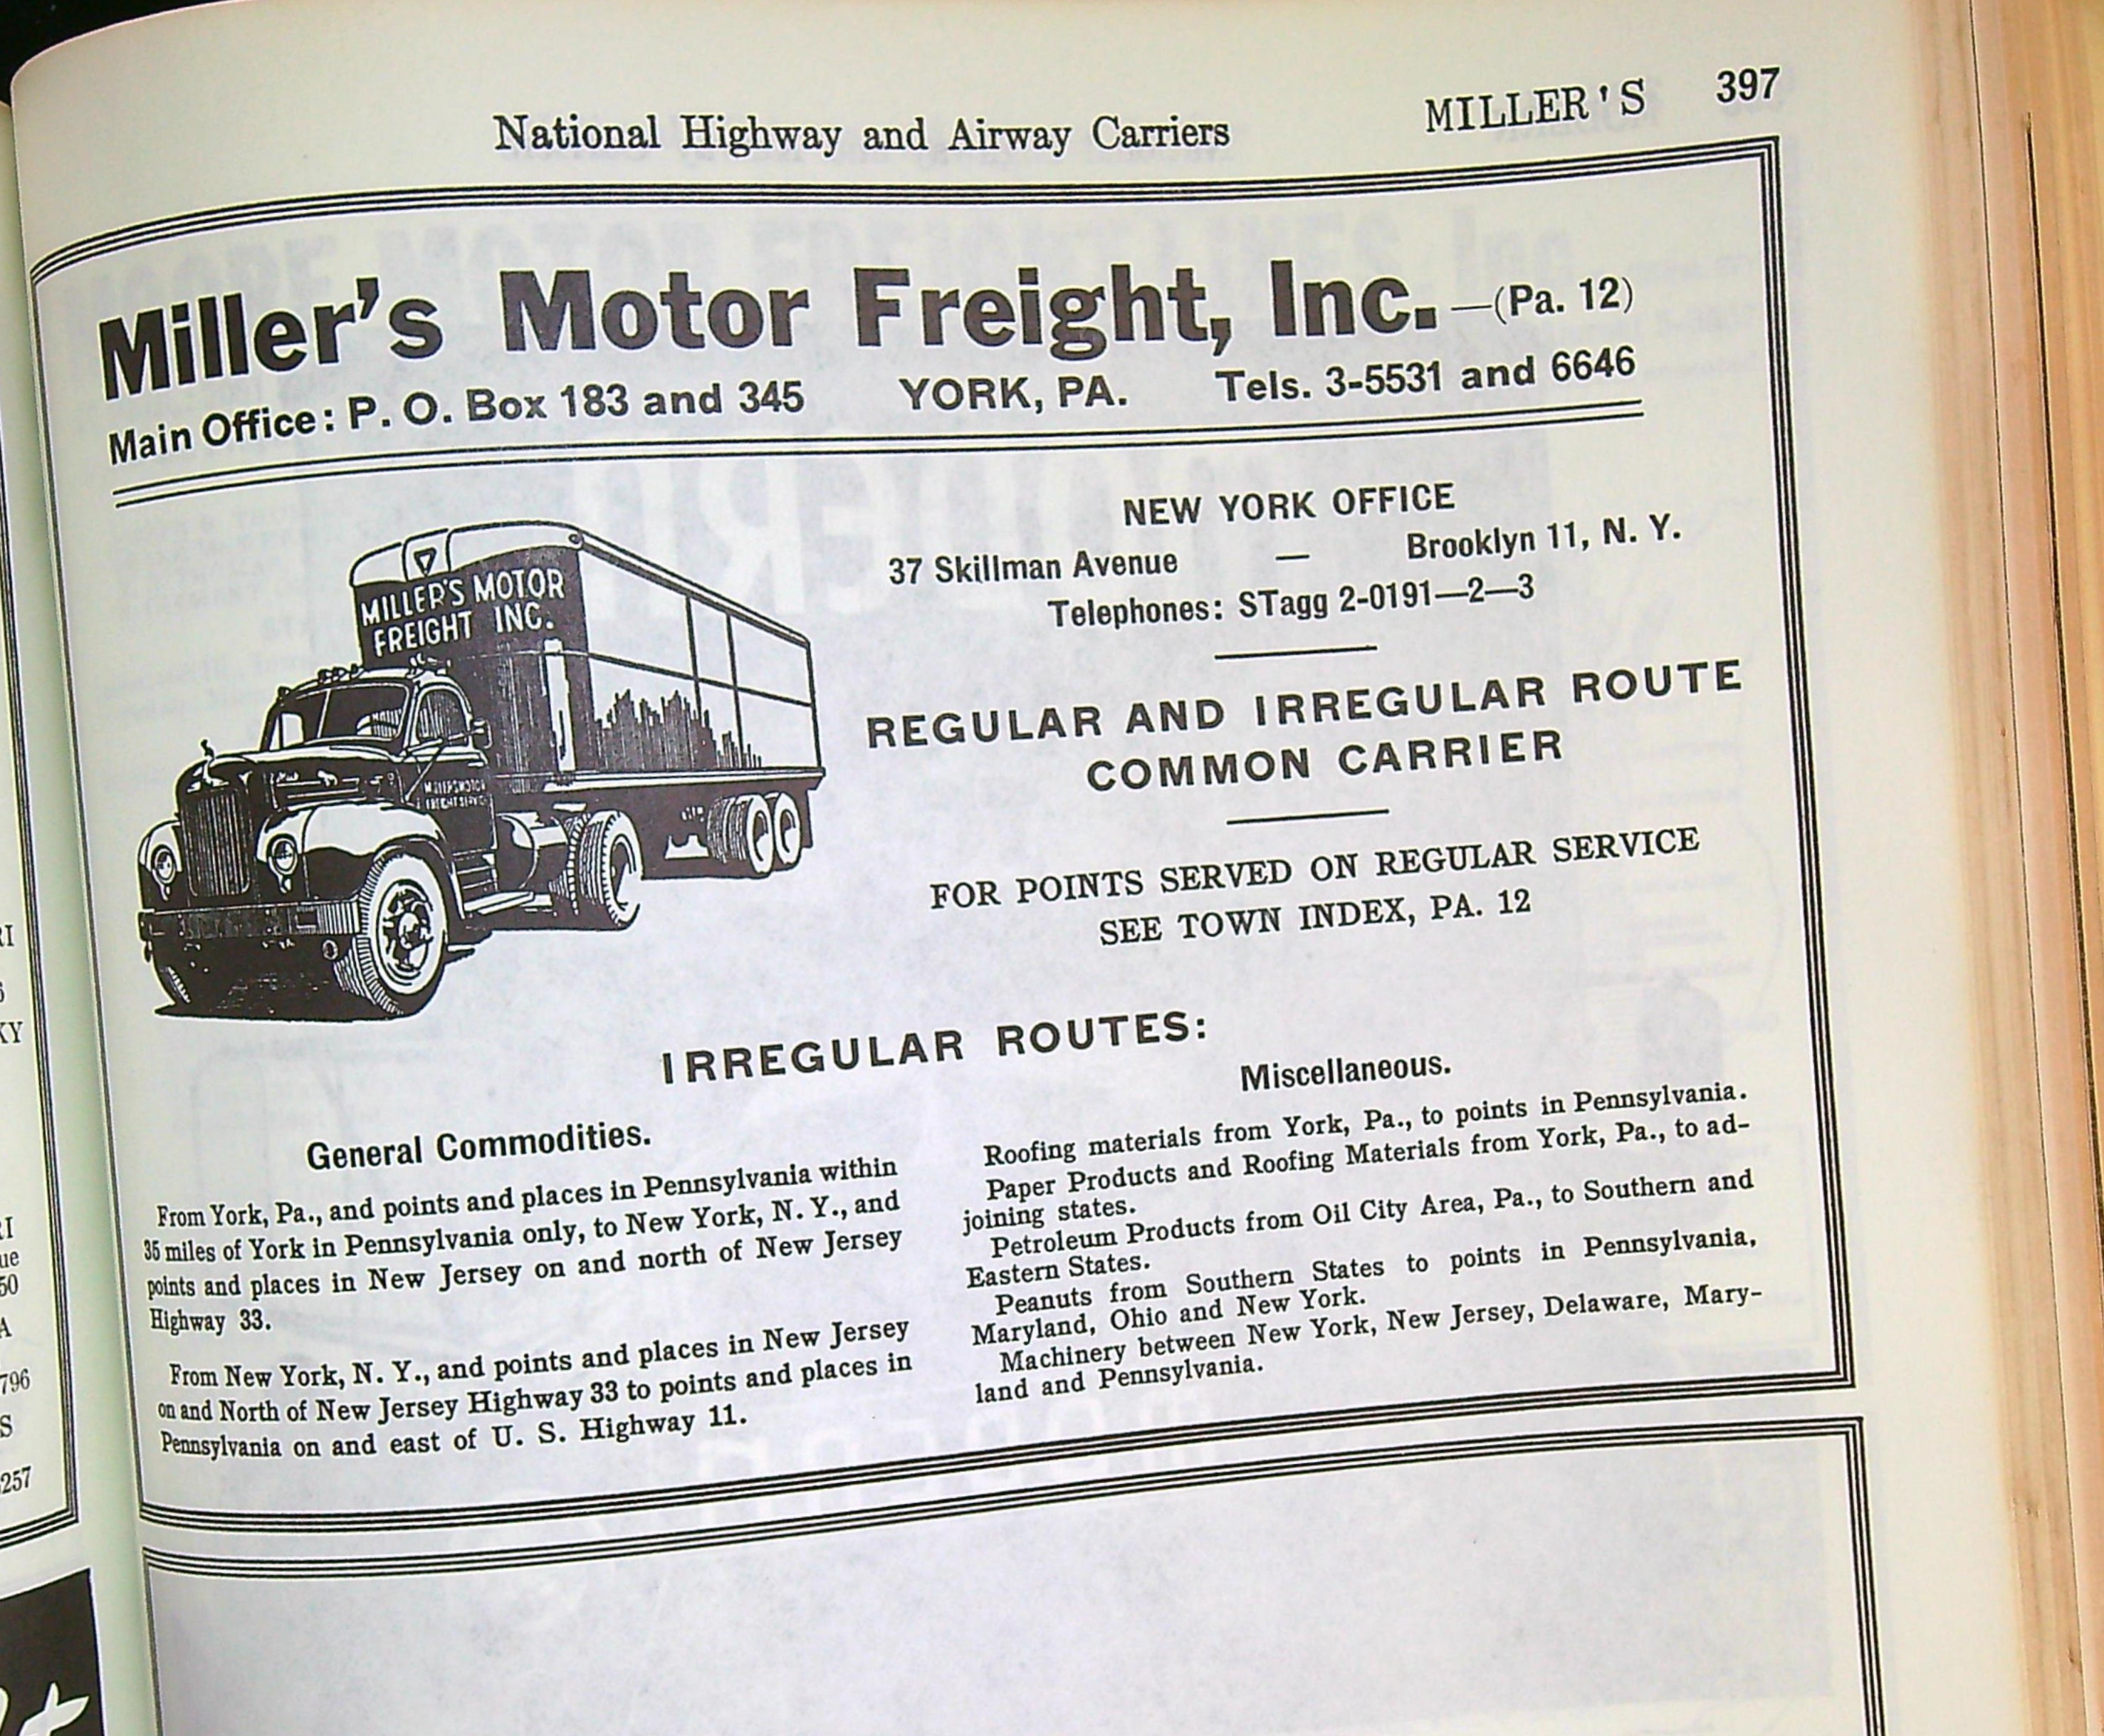 National Highway and Airway Carriers
MILLER'S 397
Miller's Motor Freight, Inc. —(Pa. 12)
Main Office: P. O. Box 183 and 345 YORK, PA. Tels. 3-5531 and 6646
MILLER'S MOTOR
FREIGHT INC.
NEW YORK OFFICE
37 Skillman Avenue — Brooklyn 11, N. Y.
Telephones: STagg 2-0191—2—3
REGULAR AND IRREGULAR ROUTE
COMMON CARRIER
FOR POINTS SERVED ON REGULAR SERVICE
SEE TOWN INDEX, PA. 12
IRREGULAR ROUTES:
General Commodities.
From York, Pa., and points and places in Pennsylvania within
35 miles of York in Pennsylvania only, to New York, N. Y., and
points and places in New Jersey on and north of New Jersey
Highway 33.
From New York, N. Y., and points and places in New Jersey
on and North of New Jersey Highway 33 to points and places in
Pennsylvania on and east of U. S. Highway 11.
Miscellaneous.
Roofing materials from York, Pa., to points in Pennsylvania.
Paper Products and Roofing Materials from York, Pa., to ad-
joining states.
Petroleum Products from Oil City Area, Pa., to Southern and
Eastern States.
Peanuts from Southern States to points in Pennsylvania,
Maryland, Ohio and New York.
Machinery between New York, New Jersey, Delaware, Mary-
land and Pennsylvania.